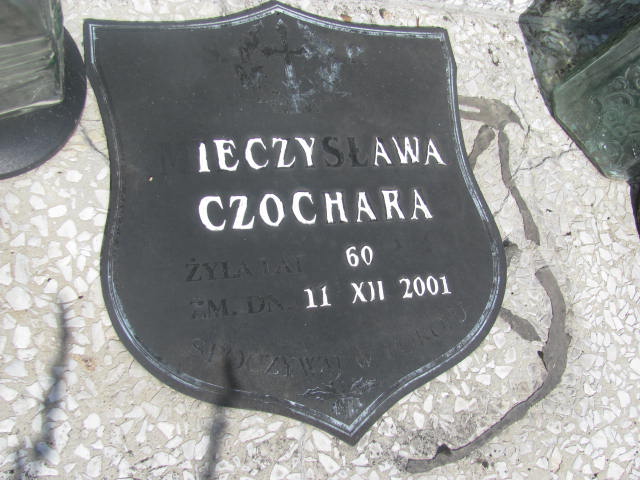 MIECZYSŁAWA
CZOCHARA
ŻYŁA LAT 60
ZM. DN. 11 XII 2001
SPOCZYWAJ W POKOJU